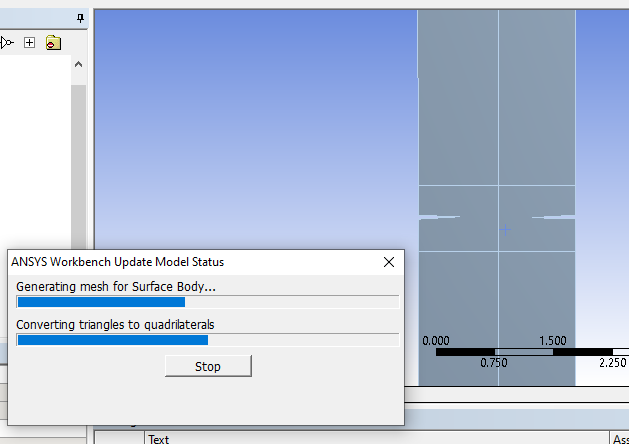 0.000
1.500
0.750
2.250
ANSYS Workbench Update Model Status
Generating mesh for Surface Body...
Converting triangles to quadrilaterals
Stop
Text
Ass